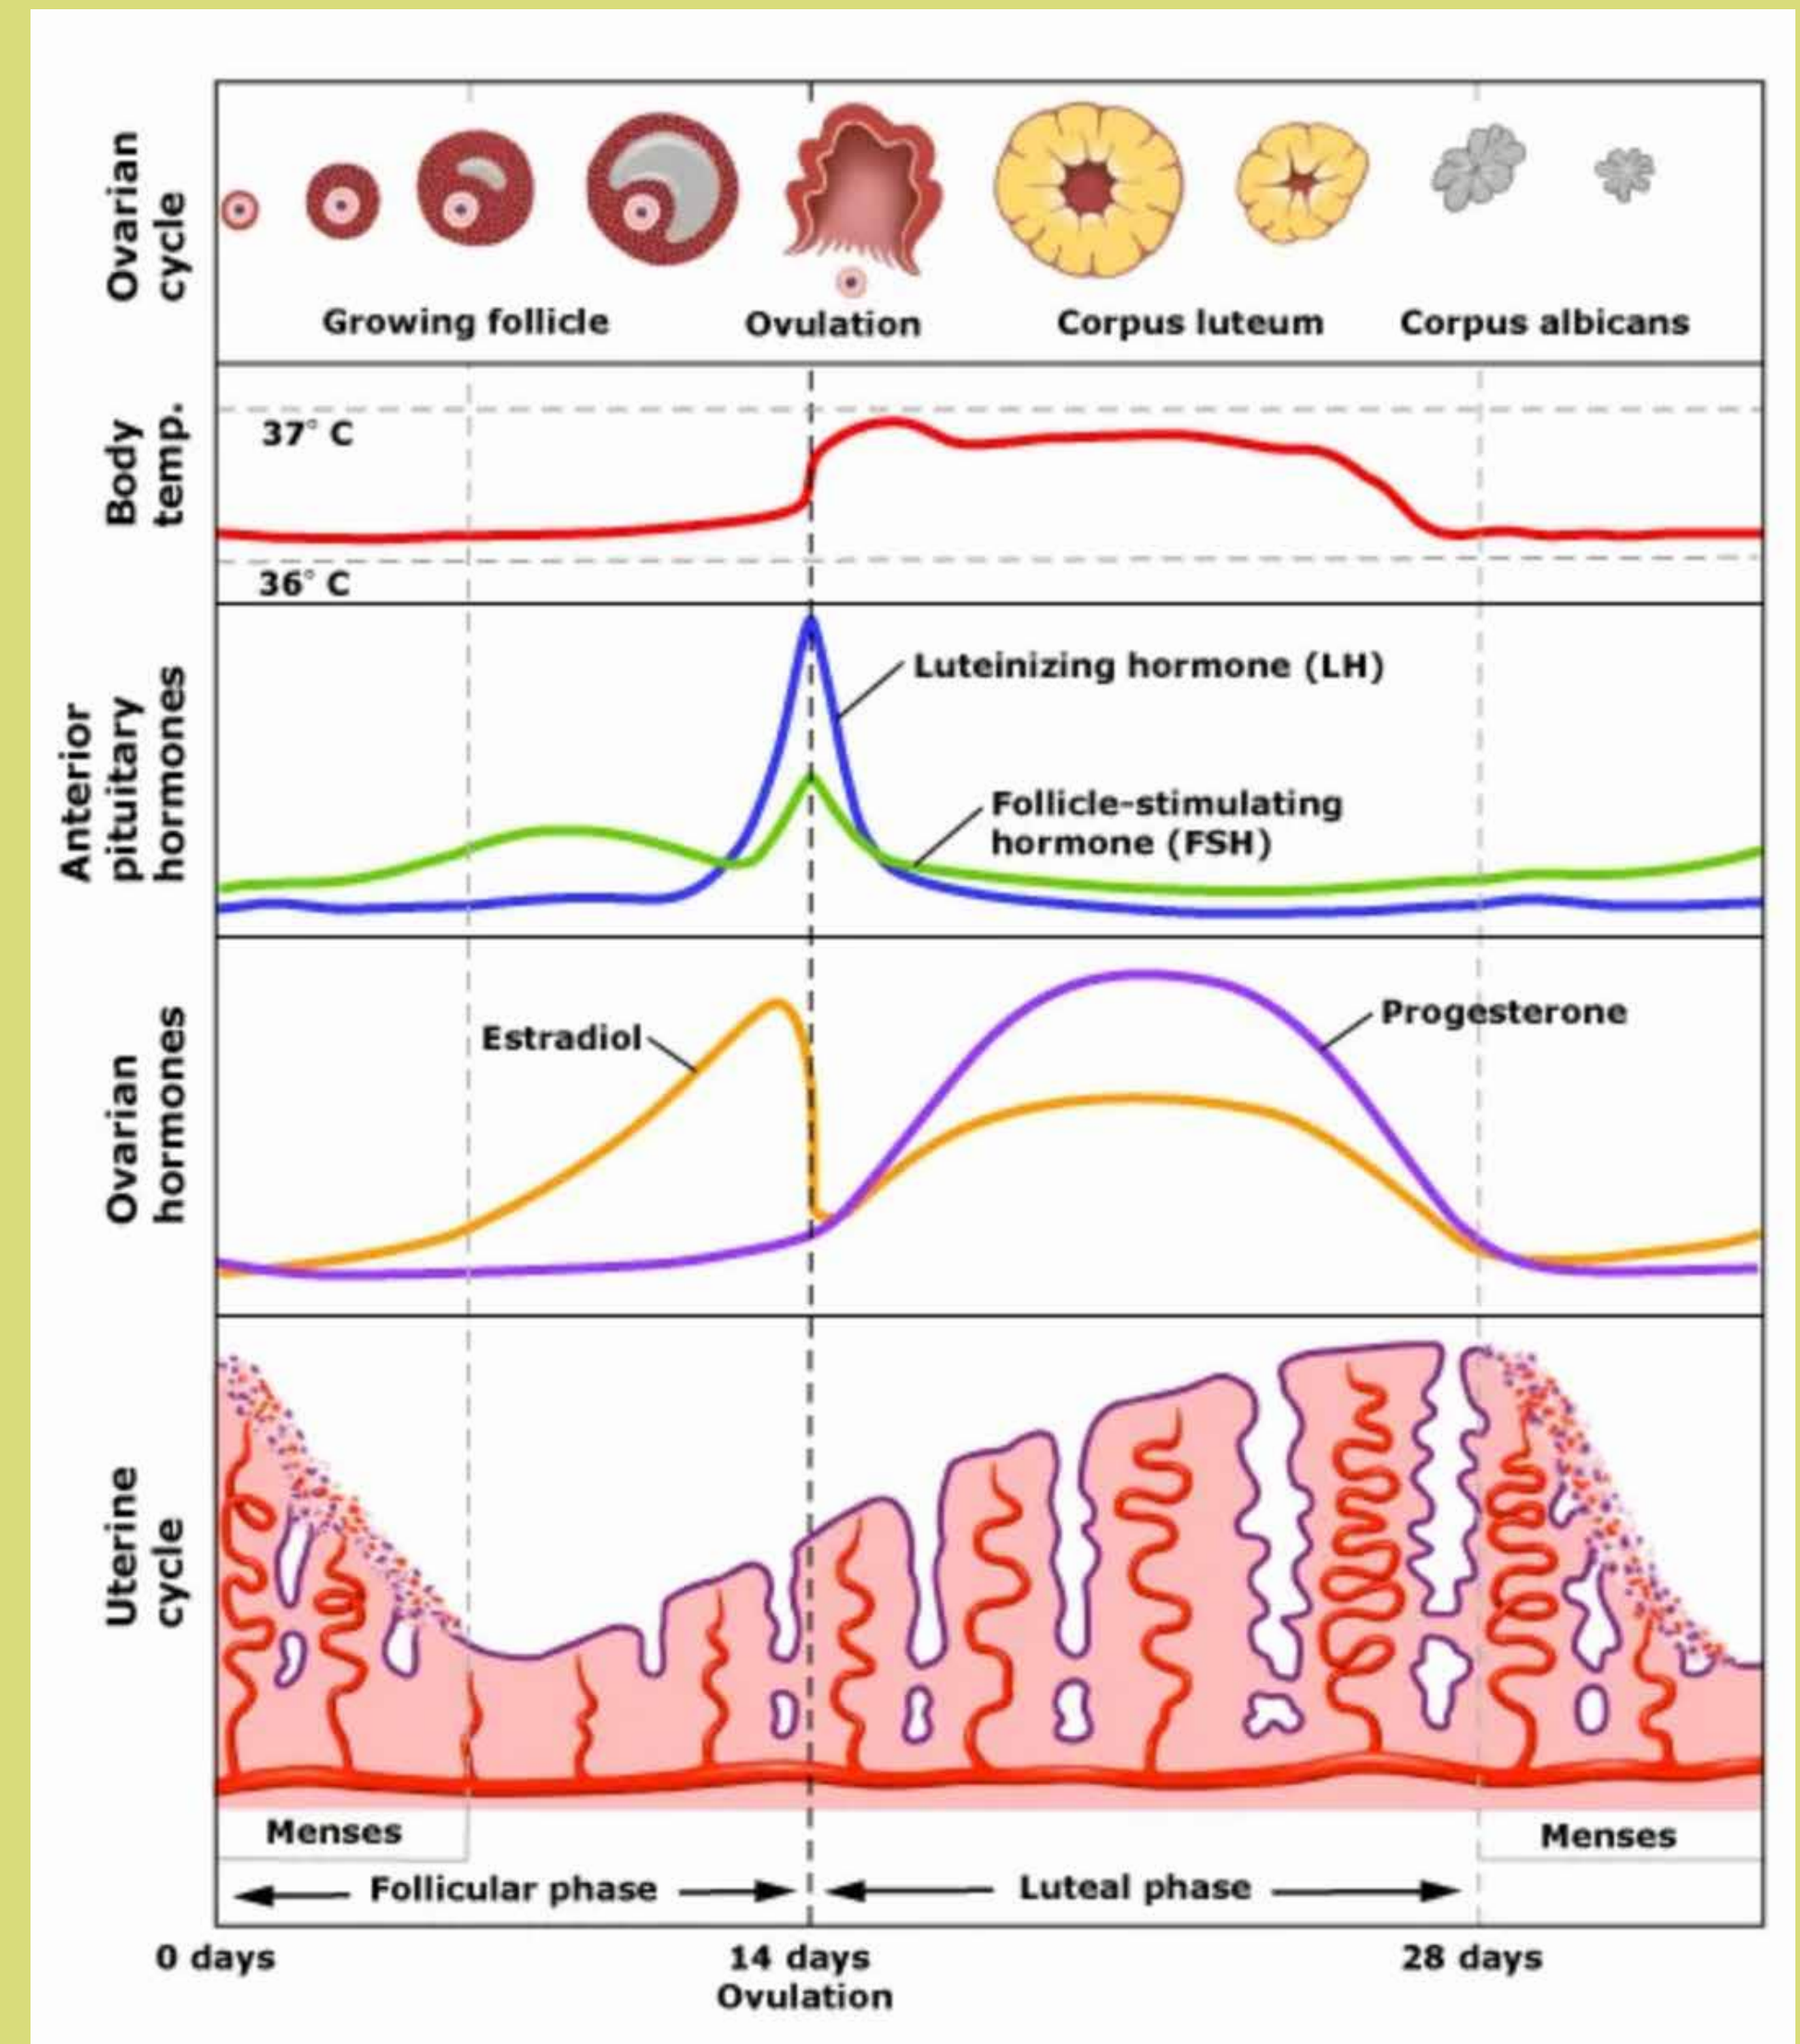 Ovarian
cycle
Growing follicle
Ovulation
Corpus luteum
Corpus albicans
Body
temp.
37° C
36° C
Anterior
pituitary
hormones
Luteinizing hormone (LH)
Follicle-stimulating
hormone (FSH)
Ovarian
hormones
Estradiol
Progesterone
Uterine
cycle
Menses
Menses
Follicular phase
Luteal phase
0 days
14 days
Ovulation
28 days